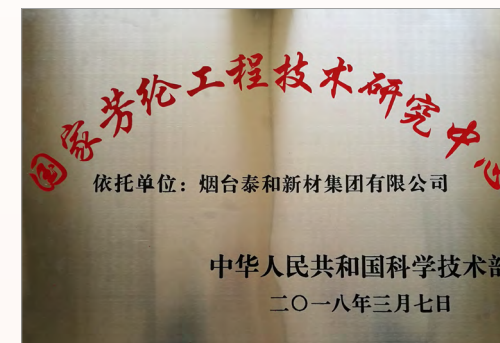 国家芳纶工程技术研究中心
依托单位：烟台泰和新材集团有限公司
中华人民共和国科学技术部
二〇一八年三月七日